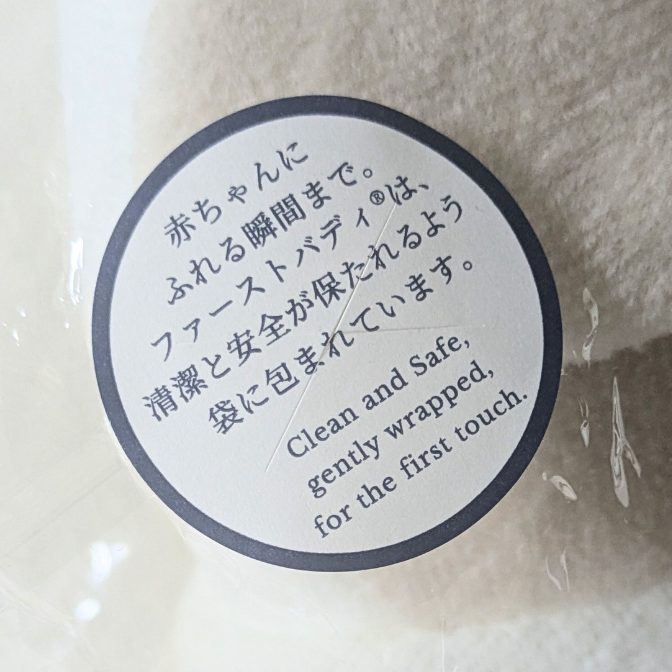 赤ちゃんに
ふれる瞬間まで。
ファーストバディ®は、
清潔と安全が保たれるよう
袋に包まれています。
Clean and Safe,
gently wrapped,
for the first touch.